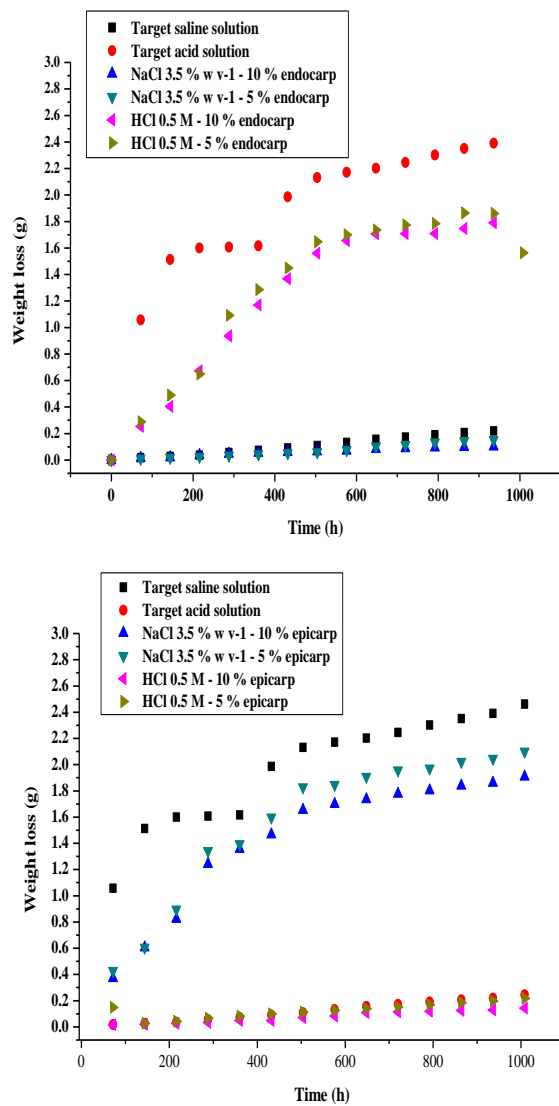 Target saline solution
Target acid solution
NaCl 3.5 % w v-1 - 10 % endocarp
NaCl 3.5 % w v-1 - 5 % endocarp
HCl 0.5 M - 10 % endocarp
HCl 0.5 M - 5 % endocarp
3.0
2.8
2.6
2.4
2.2
2.0
1.8
1.6
1.4
1.2
1.0
0.8
0.6
0.4
0.2
0.0
Weight loss (g)
0 200 400 600 800 1000
Time (h)
Target saline solution
Target acid solution
NaCl 3.5 % w v-1 - 10 % epicarp
NaCl 3.5 % w v-1 - 5 % epicarp
HCl 0.5 M - 10 % epicarp
HCl 0.5 M - 5 % epicarp
3.0
2.8
2.6
2.4
2.2
2.0
1.8
1.6
1.4
1.2
1.0
0.8
0.6
0.4
0.2
0.0
Weight loss (g)
0 200 400 600 800 1000
Time (h)